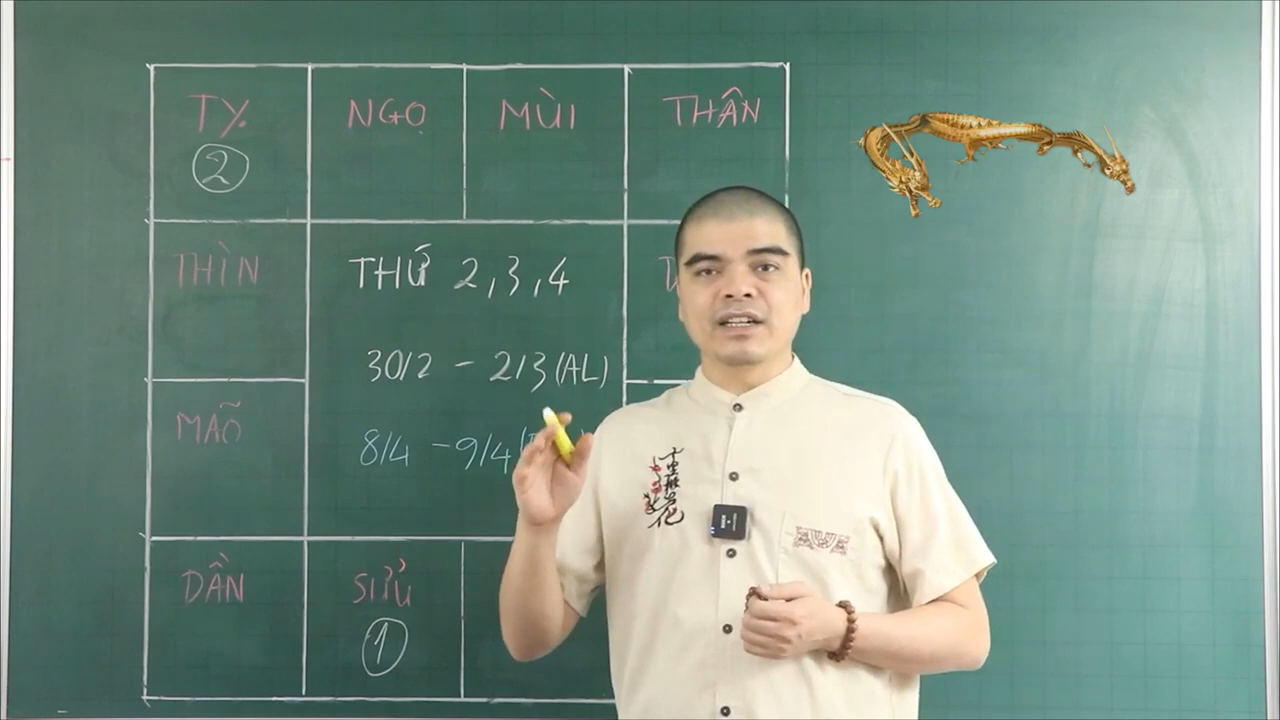 TỴ NGỌ MÙI THÂN
2
THÌN
THỨ 2,3,4
30/2 - 2/3 (AL)
MÃO
8/4 - 9/4
DẦN SỬU
1